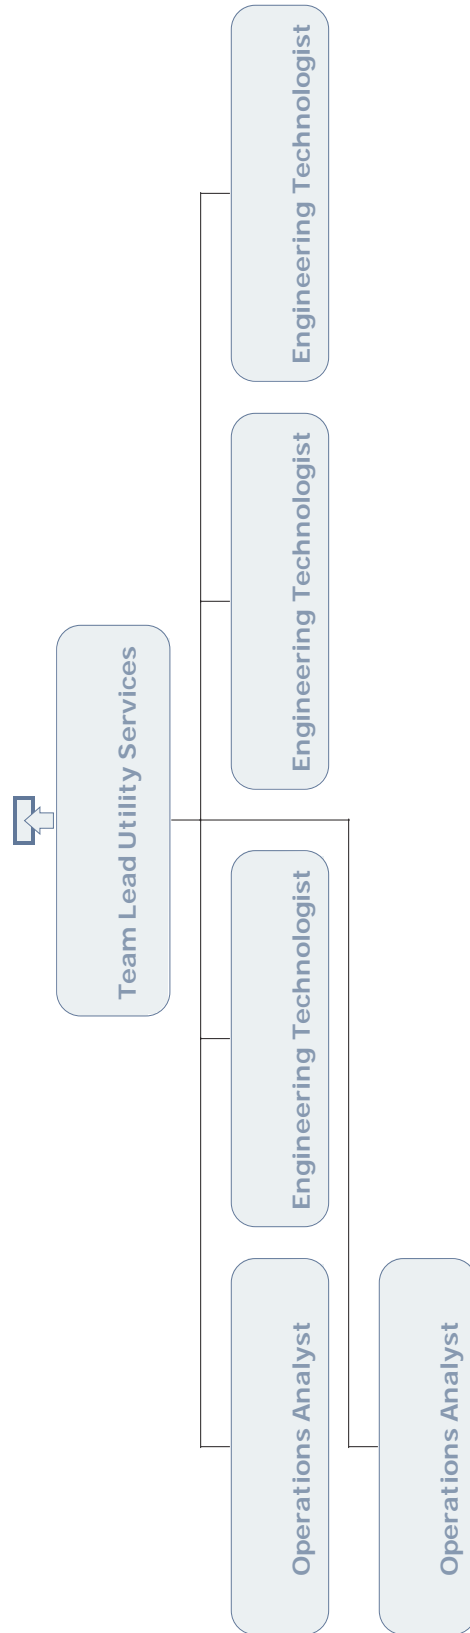 Team Lead Utility Services
Operations Analyst
Engineering Technologist
Engineering Technologist
Engineering Technologist
Operations Analyst